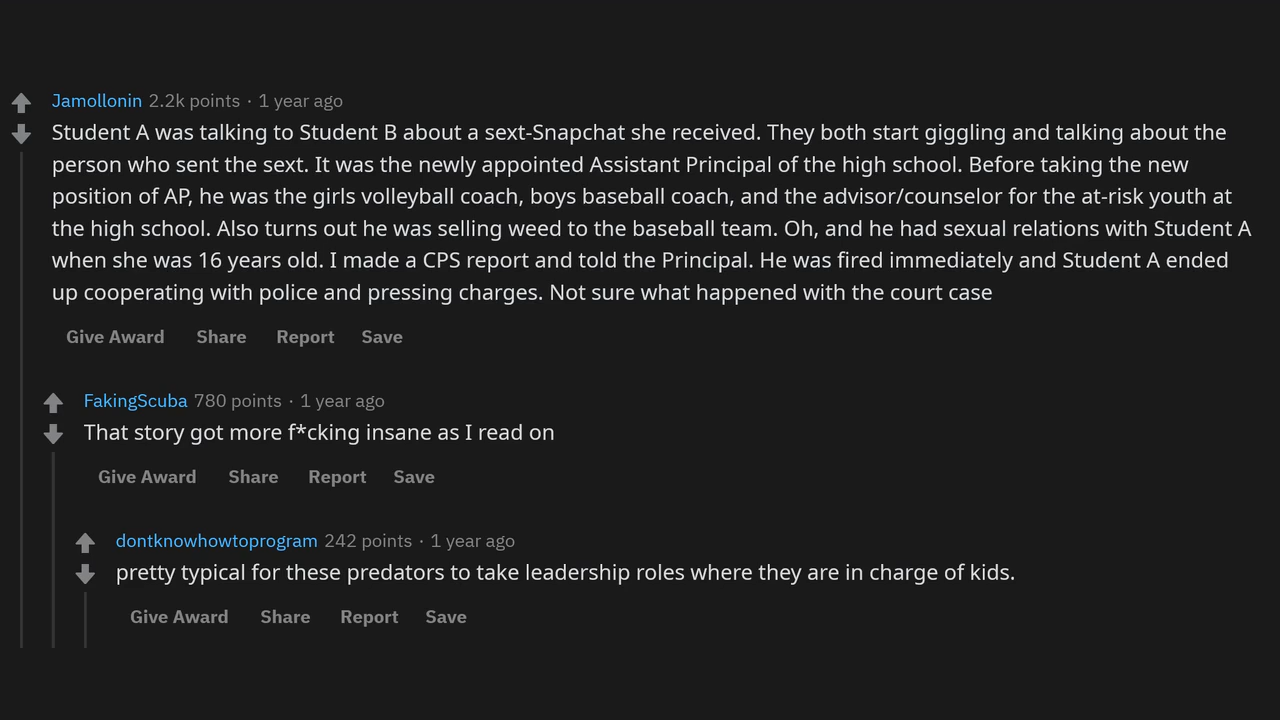 Jamollonin 2.2k points · 1 year ago
Student A was talking to Student B about a sext-Snapchat she received. They both start giggling and talking about the
person who sent the sext. It was the newly appointed Assistant Principal of the high school. Before taking the new
position of AP, he was the girls volleyball coach, boys baseball coach, and the advisor/counselor for the at-risk youth at
the high school. Also turns out he was selling weed to the baseball team. Oh, and he had sexual relations with Student A
when she was 16 years old. I made a CPS report and told the Principal. He was fired immediately and Student A ended
up cooperating with police and pressing charges. Not sure what happened with the court case
Give Award Share Report Save
FakingScuba 780 points · 1 year ago
That story got more f*cking insane as I read on
Give Award Share Report Save
dontknowhowtoprogram 242 points · 1 year ago
pretty typical for these predators to take leadership roles where they are in charge of kids.
Give Award Share Report Save